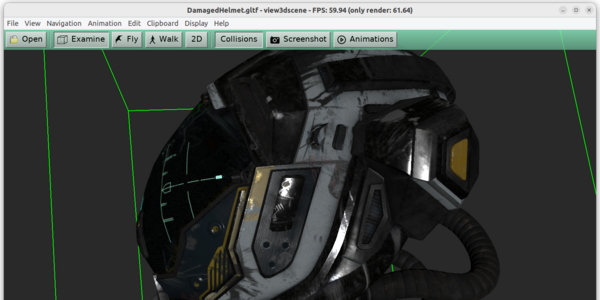 DamagedHelmet.gltf - view3dscene - FPS: 59.94 (only render: 61.64)
File View Navigation Animation Edit Clipboard Display Help
Open Examine Fly Walk 2D Collisions Screenshot Animations